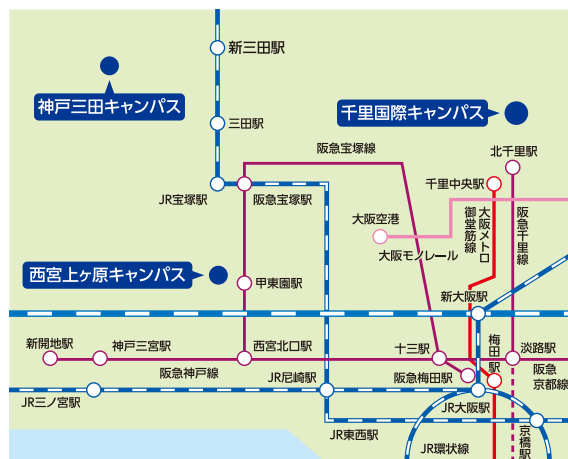 新三田駅
神戸三田キャンパス
千里国際キャンパス
三田駅
阪急宝塚線
北千里駅
千里中央駅
JR宝塚駅
阪急宝塚駅
大阪空港
大阪メトロ
御堂筋線
阪急千里線
大阪モノレール
西宮上ヶ原キャンパス
甲東園駅
新大阪駅
新開地駅
神戸三宮駅
西宮北口駅
十三駅
梅田駅
淡路駅
阪急神戸線
JR尼崎駅
阪急梅田駅
阪急
京都線
JR三ノ宮駅
JR大阪駅
JR東西駅
JR環状線
京橋駅